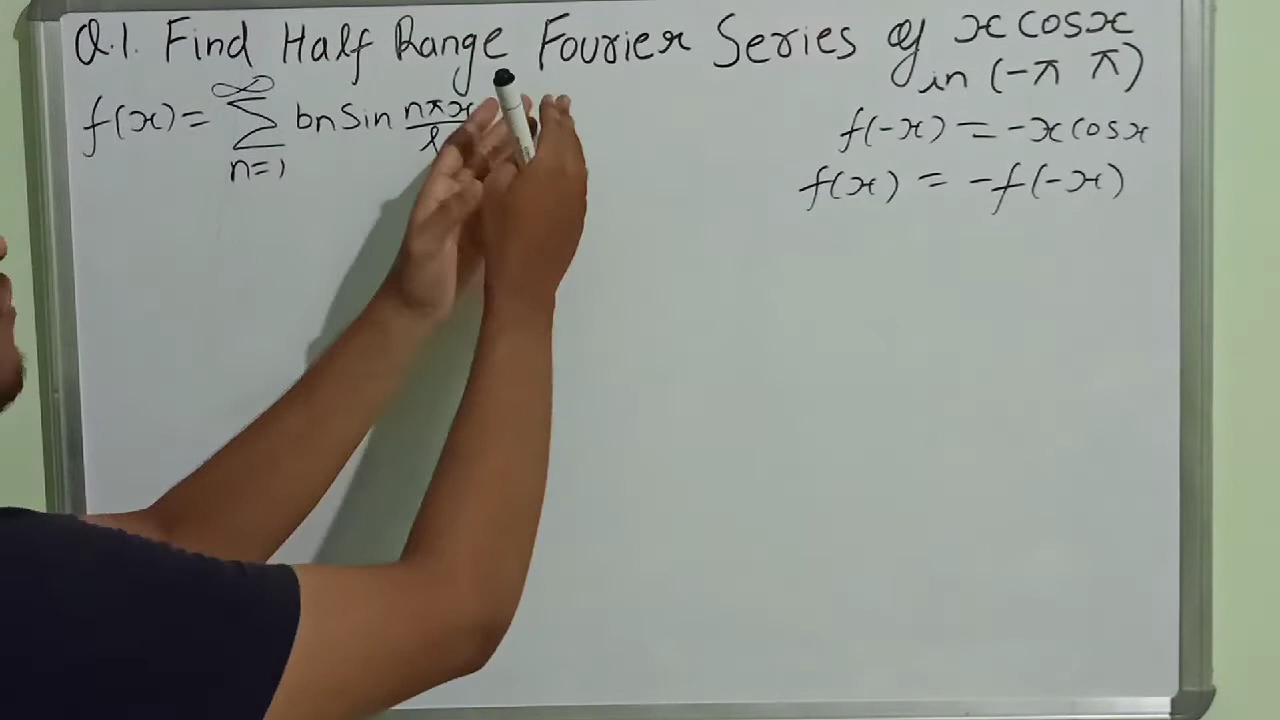 Q.1. Find Half Range Fourier Series of x cosx
in (-π π)
f(x) = ∞∑n=1 bn sin nπx/l
f(-x) = -x cosx
f(x) = -f(-x)